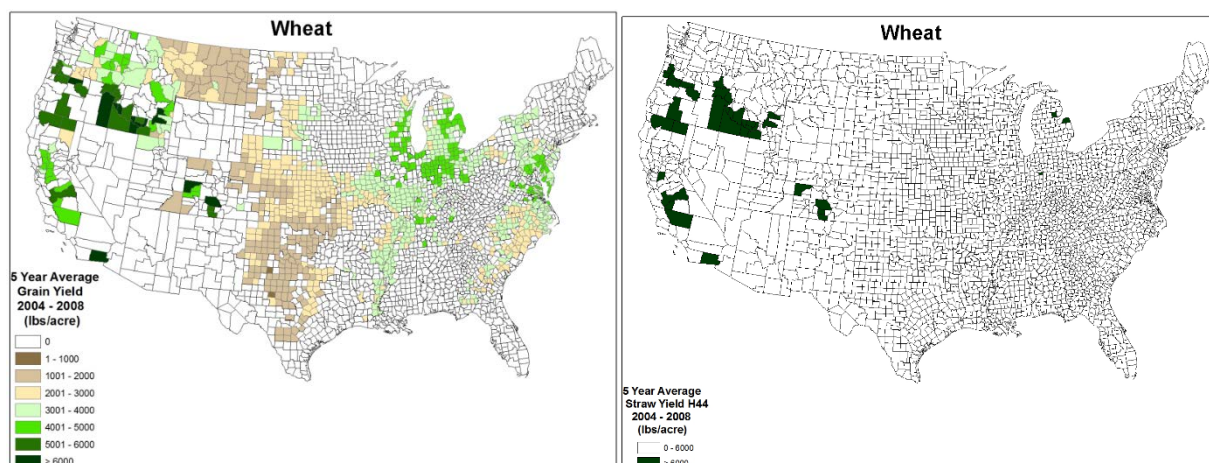 Wheat
5 Year Average
Grain Yield
2004 - 2008
(lbs/acre)
0
1 - 1000
1001 - 2000
2001 - 3000
3001 - 4000
4001 - 5000
5001 - 6000
> 6000
Wheat
5 Year Average
Straw Yield H44
2004 - 2008
(lbs/acre)
0 - 6000
> 6000